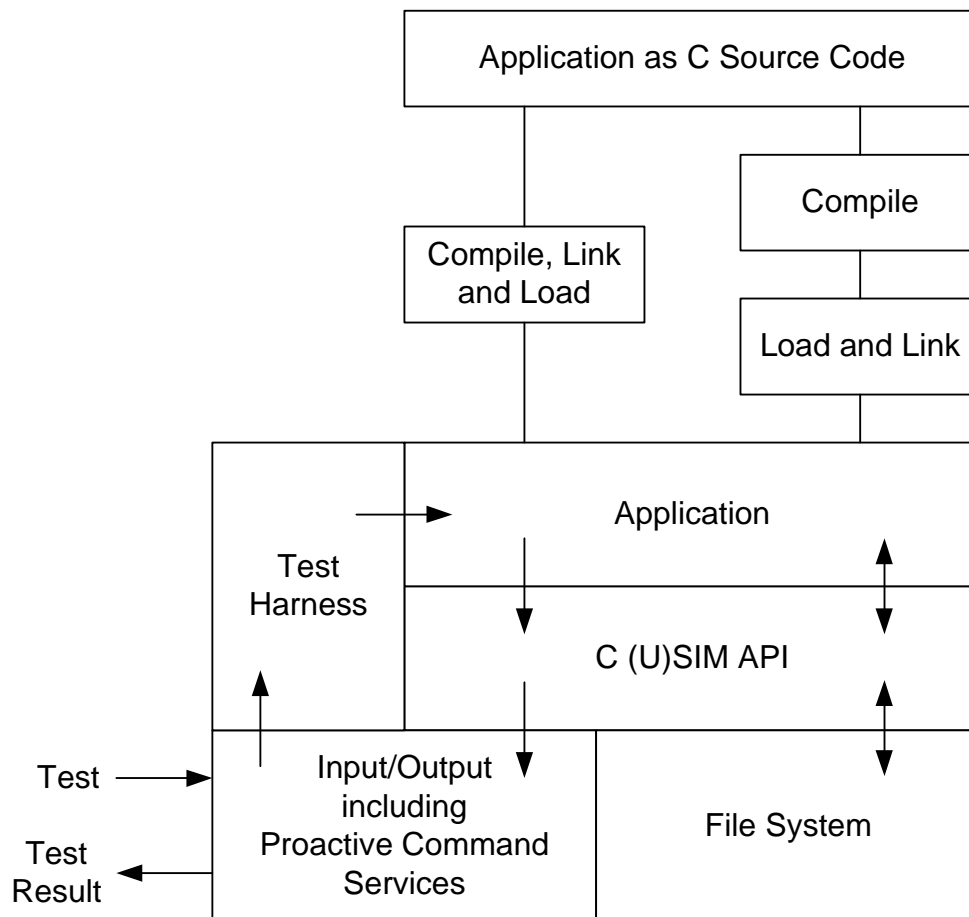 Application as C Source Code
Compile
Compile, Link
and Load
Load and Link
Application
Test
Harness
C (U)SIM API
Test
Input/Output
including
Proactive Command
Services
File System
Test
Result